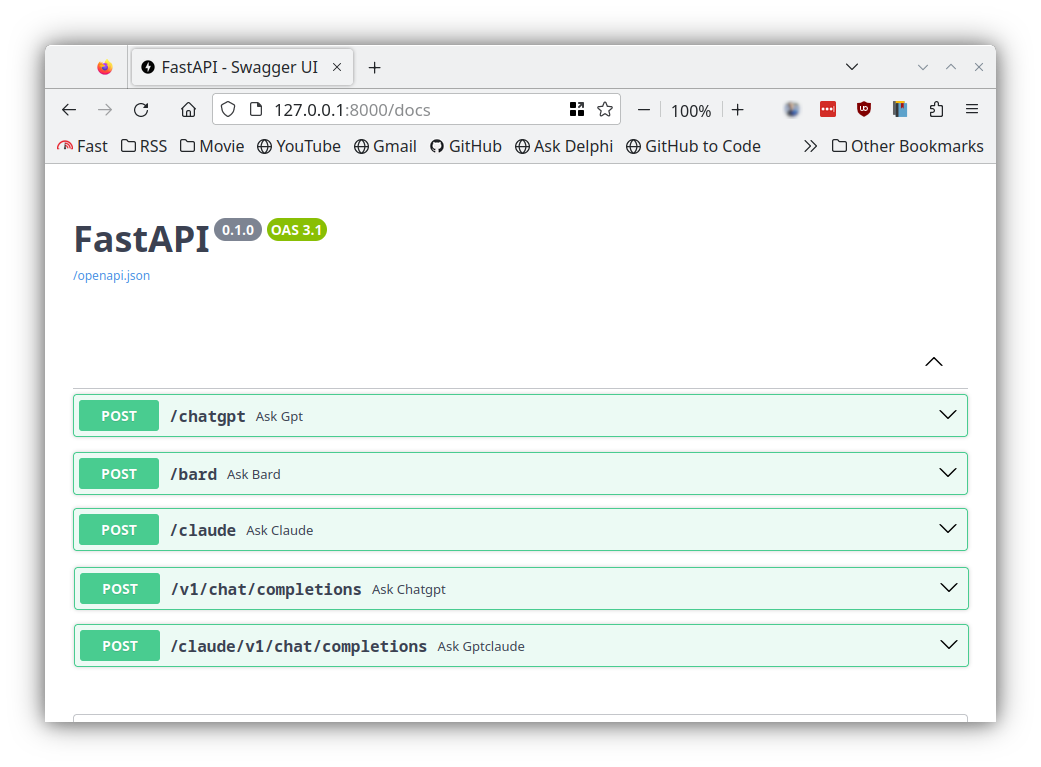 FastAPI - Swagger UI
127.0.0.1:8000/docs 100%
Fast RSS Movie YouTube Gmail GitHub Ask Delphi GitHub to Code Other Bookmarks
FastAPI 0.1.0 OAS 3.1
/openapi.json
POST /chatgpt Ask Gpt
POST /bard Ask Bard
POST /claude Ask Claude
POST /v1/chat/completions Ask Chatgpt
POST /claude/v1/chat/completions Ask Gptclaude